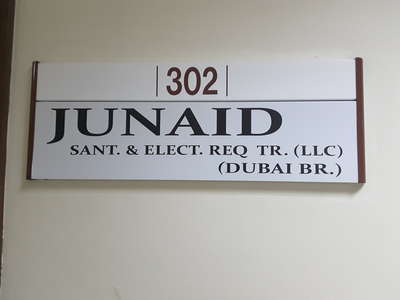 302
JUNAID
SANT. & ELECT. REQ TR. (LLC)
(DUBAI BR.)